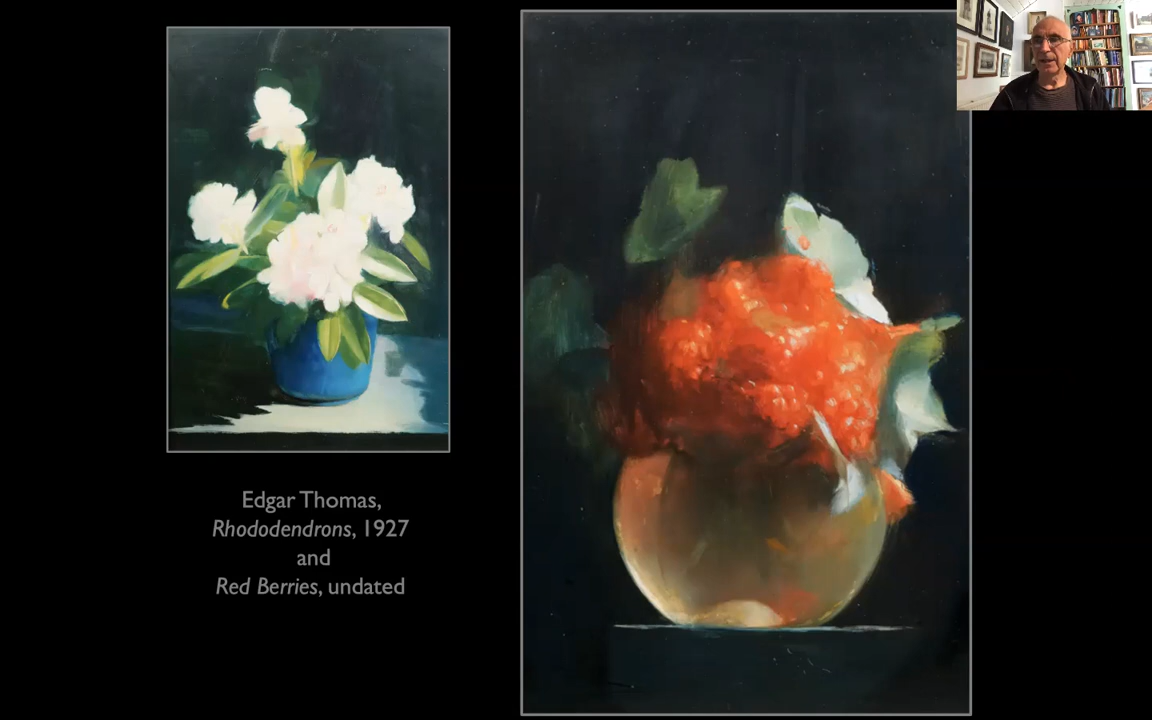 Edgar Thomas,
Rhododendrons, 1927
and
Red Berries, undated